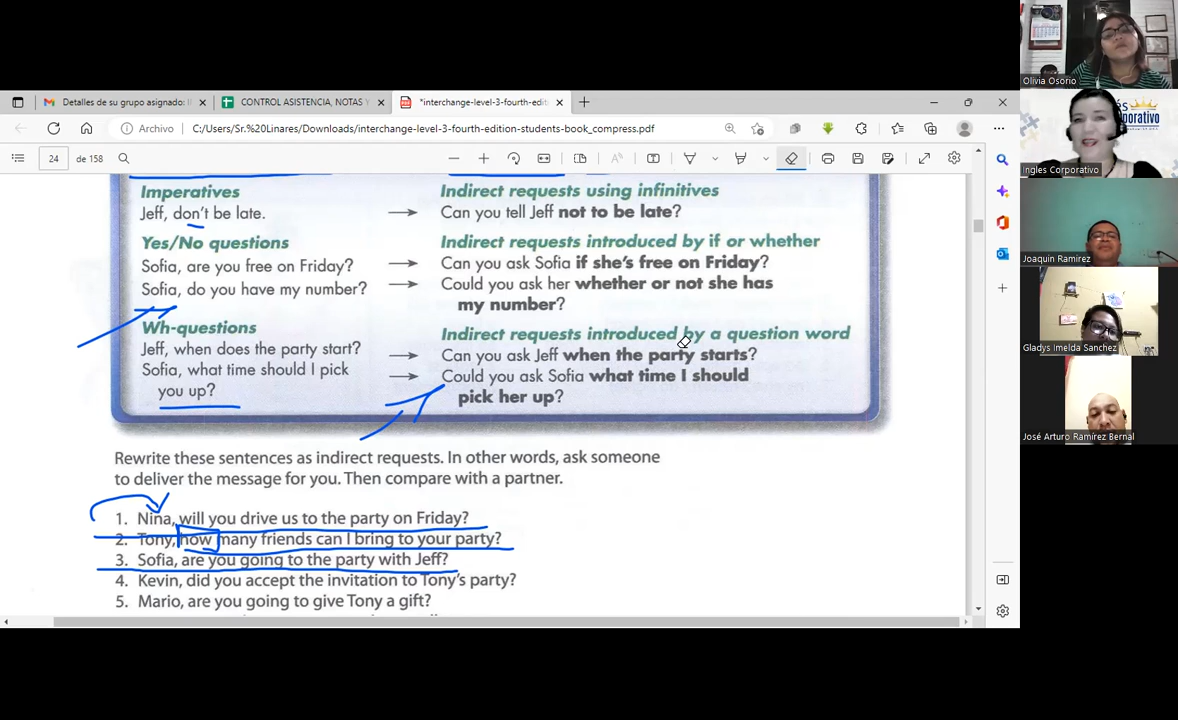 Detalles de su grupo asignado: I
CONTROL ASISTENCIA, NOTAS Y
*interchange-level-3-fourth-editi
Archivo
C:/Users/Sr.%20Linares/Downloads/interchange-level-3-fourth-edition-students-book_compress.pdf
24 de 158
Imperatives
Jeff, don't be late.
Indirect requests using infinitives
Can you tell Jeff not to be late?
Yes/No questions
Sofia, are you free on Friday?
Sofia, do you have my number?
Indirect requests introduced by if or whether
Can you ask Sofia if she's free on Friday?
Could you ask her whether or not she has
my number?
Wh-questions
Jeff, when does the party start?
Sofia, what time should I pick
you up?
Indirect requests introduced by a question word
Can you ask Jeff when the party starts?
Could you ask Sofia what time I should
pick her up?
Rewrite these sentences as indirect requests. In other words, ask someone
to deliver the message for you. Then compare with a partner.
1. Nina, will you drive us to the party on Friday?
2. Tony, how many friends can I bring to your party?
3. Sofia, are you going to the party with Jeff?
4. Kevin, did you accept the invitation to Tony's party?
5. Mario, are you going to give Tony a gift?
Olivia Osorio
és
orporativo
Ingles Corporativo
Joaquin Ramirez
Gladys Imelda Sanchez
José Arturo Ramírez Bernal